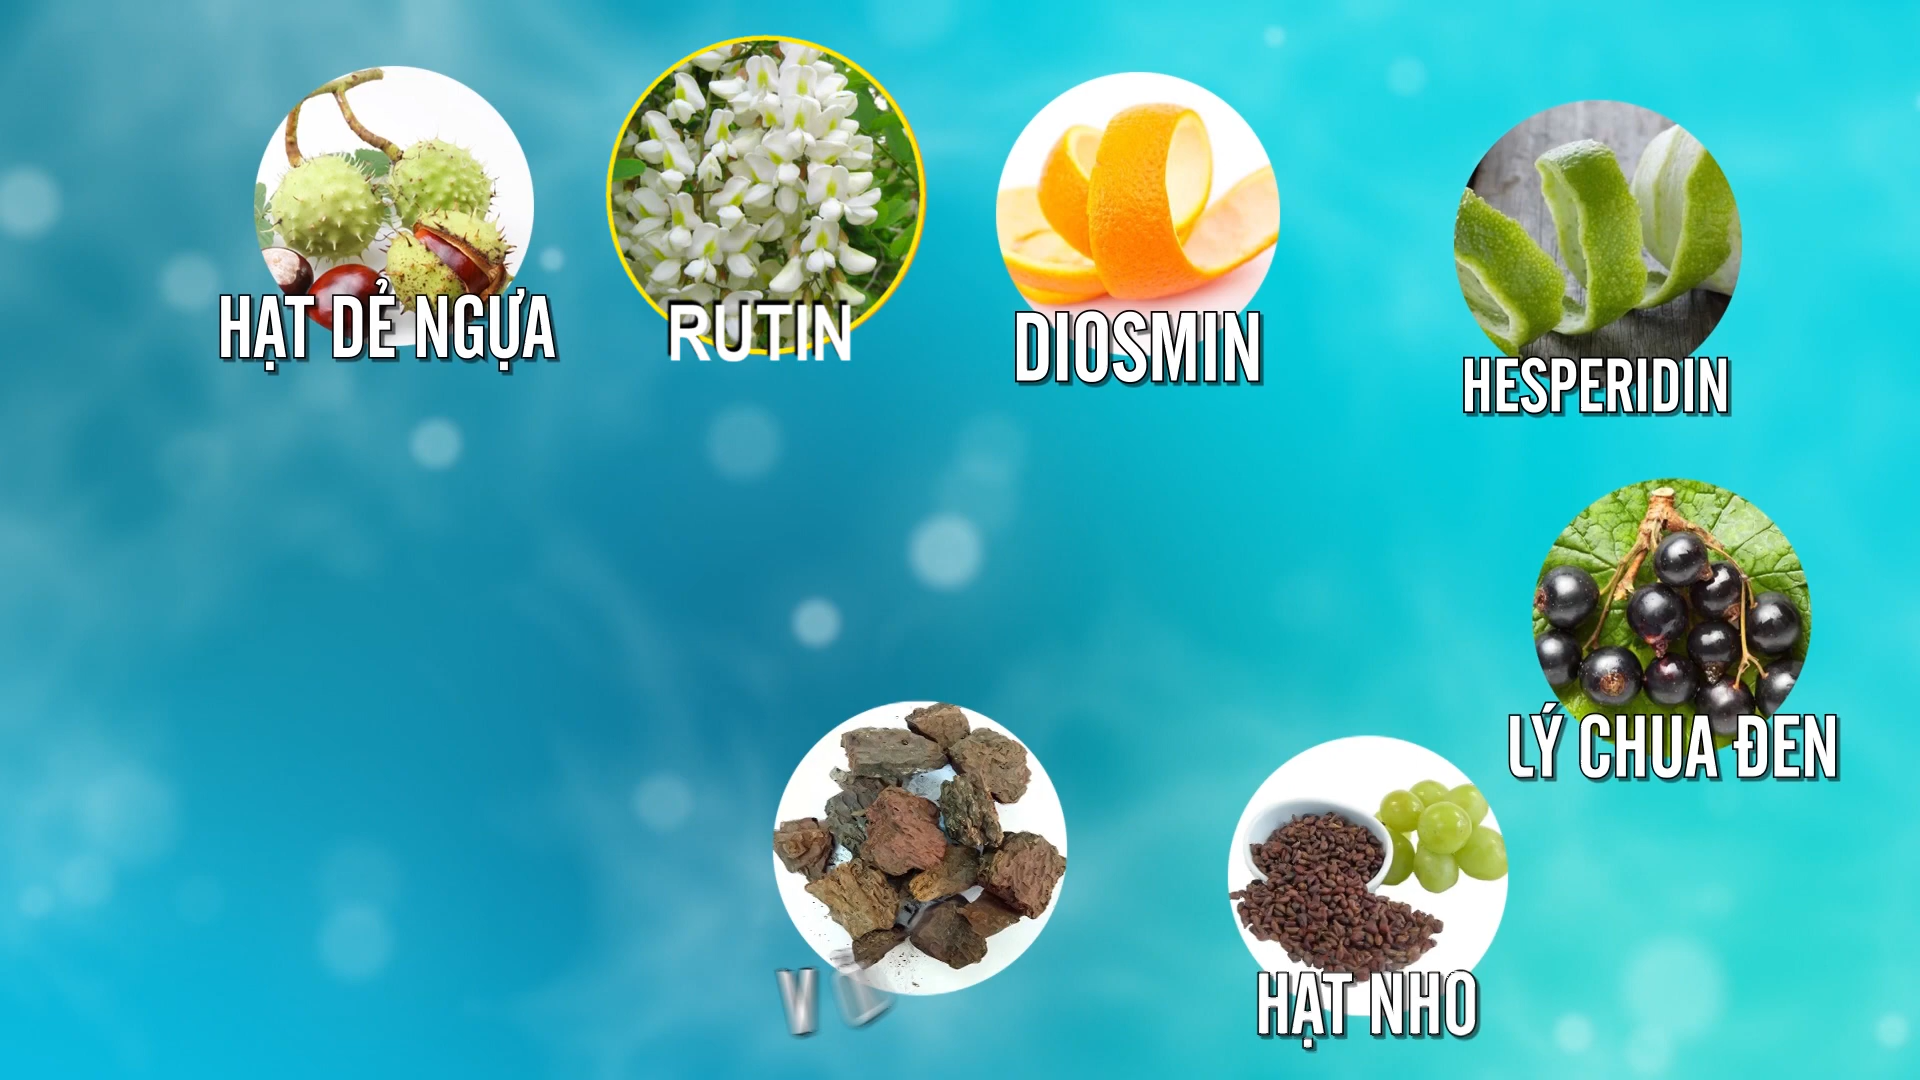 HẠT DẺ NGỰA
RUTIN
DIOSMIN
HESPERIDIN
LÝ CHUA ĐEN
HẠT NHO